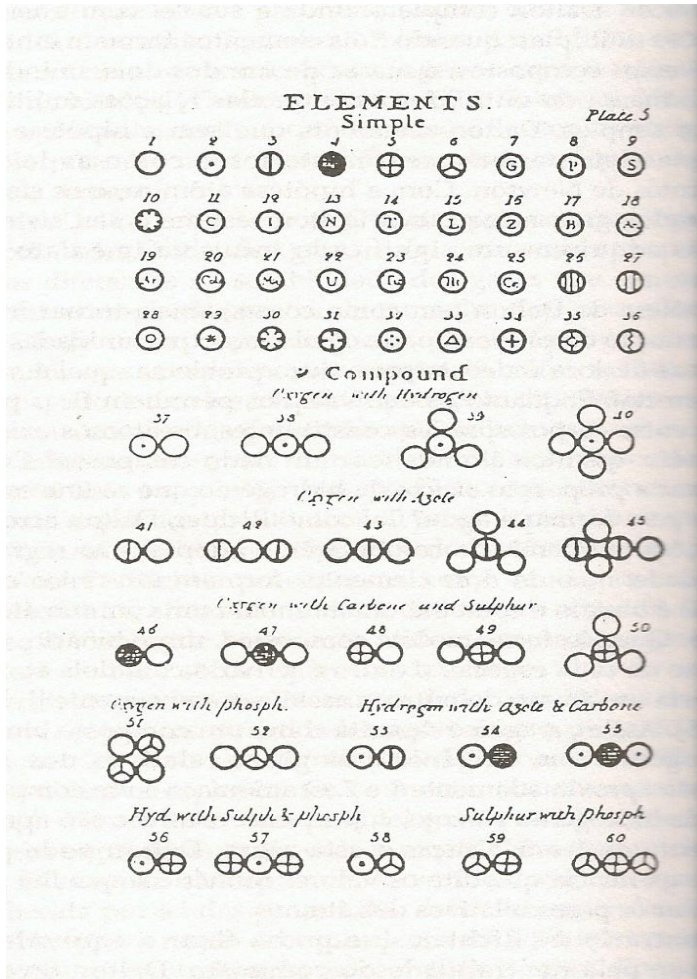 ELEMENTS
Plate 5
Simple
1 2 3 4 5 6 7 8 9
G P S
10 11 12 13 14 15 16 17 18
C I N T L Z K
19 20 21 22 23 24 25 26 27
U Ce
28 29 30 31 32 33 34 35 36
Compound
Oxygen with Hydrogen
37 39 40
Oxygen with Azote
41 42 43 44 45
Oxygen with Carbone and Sulphur
46 48 49 50
Oxygen with phosph.
Hydrogen with Azote & Carbone
51 52 53 54 55
Hyd. with Sulph. & phosph
Sulphur with Phosph
56 57 58 59 60